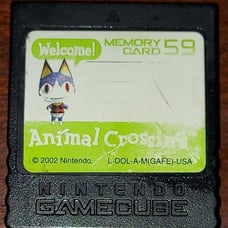 Welcome!
MEMORY CARD 59
Animal Crossing
© 2002 Nintendo. L-DOL-A-M(GAFE)-USA
NINTENDO
GAMECUBE